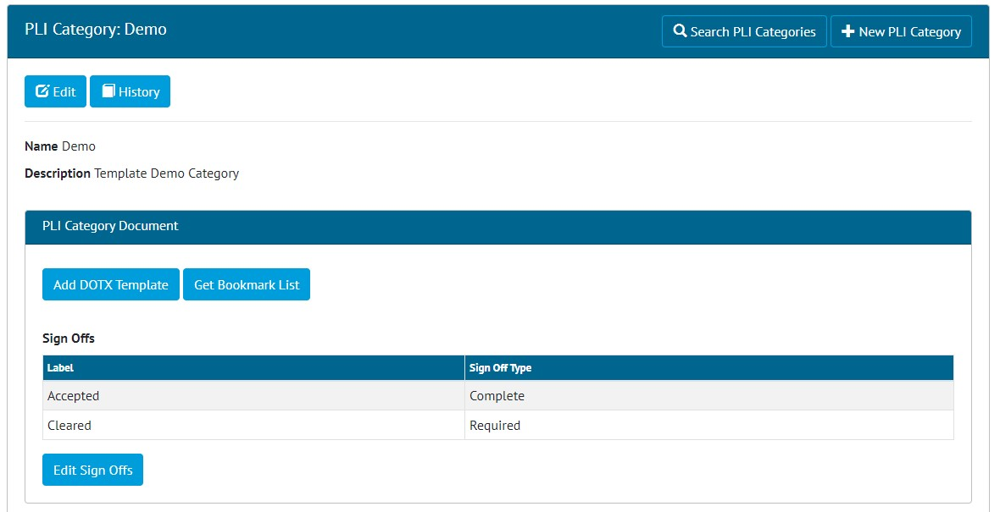 PLI Category: Demo
Search PLI Categories
New PLI Category
Edit
History
Name Demo
Description Template Demo Category
PLI Category Document
Add DOTX Template
Get Bookmark List
Sign Offs
Label Sign Off Type
Accepted Complete
Cleared Required
Edit Sign Offs